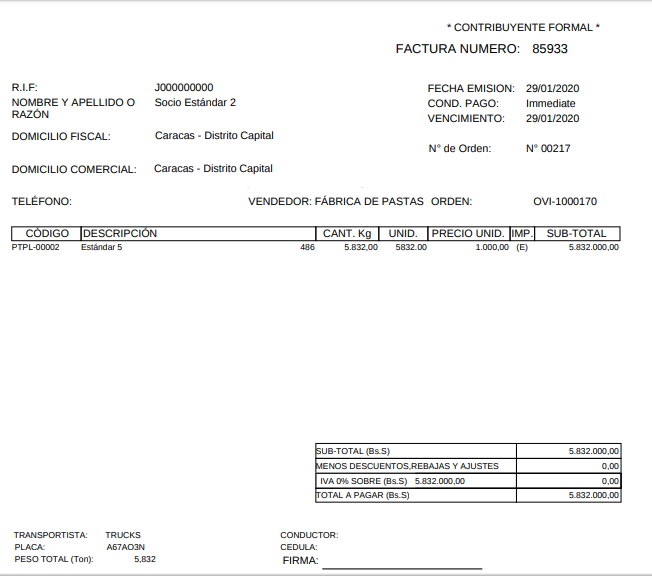 * CONTRIBUYENTE FORMAL *
FACTURA NUMERO: 85933
R.I.F: J000000000 FECHA EMISION: 29/01/2020
NOMBRE Y APELLIDO O RAZÓN Socio Estándar 2 COND. PAGO: Immediate
VENCIMIENTO: 29/01/2020
DOMICILIO FISCAL: Caracas - Distrito Capital
N° de Orden: N° 00217
DOMICILIO COMERCIAL: Caracas - Distrito Capital
TELÉFONO: VENDEDOR: FÁBRICA DE PASTAS ORDEN: OVI-1000170
CÓDIGO DESCRIPCIÓN CANT. Kg UNID. PRECIO UNID. IMP. SUB-TOTAL
PTPL-00002 Estándar 5 486 5.832,00 5832.00 1.000,00 (E) 5.832.000,00
SUB-TOTAL (Bs.S) 5.832.000,00
MENOS DESCUENTOS,REBAJAS Y AJUSTES 0,00
IVA 0% SOBRE (Bs.S) 5.832.000,00 0,00
TOTAL A PAGAR (Bs.S) 5.832.000,00
TRANSPORTISTA: TRUCKS CONDUCTOR:
PLACA: A67AO3N CEDULA:
PESO TOTAL (Ton): 5,832 FIRMA: